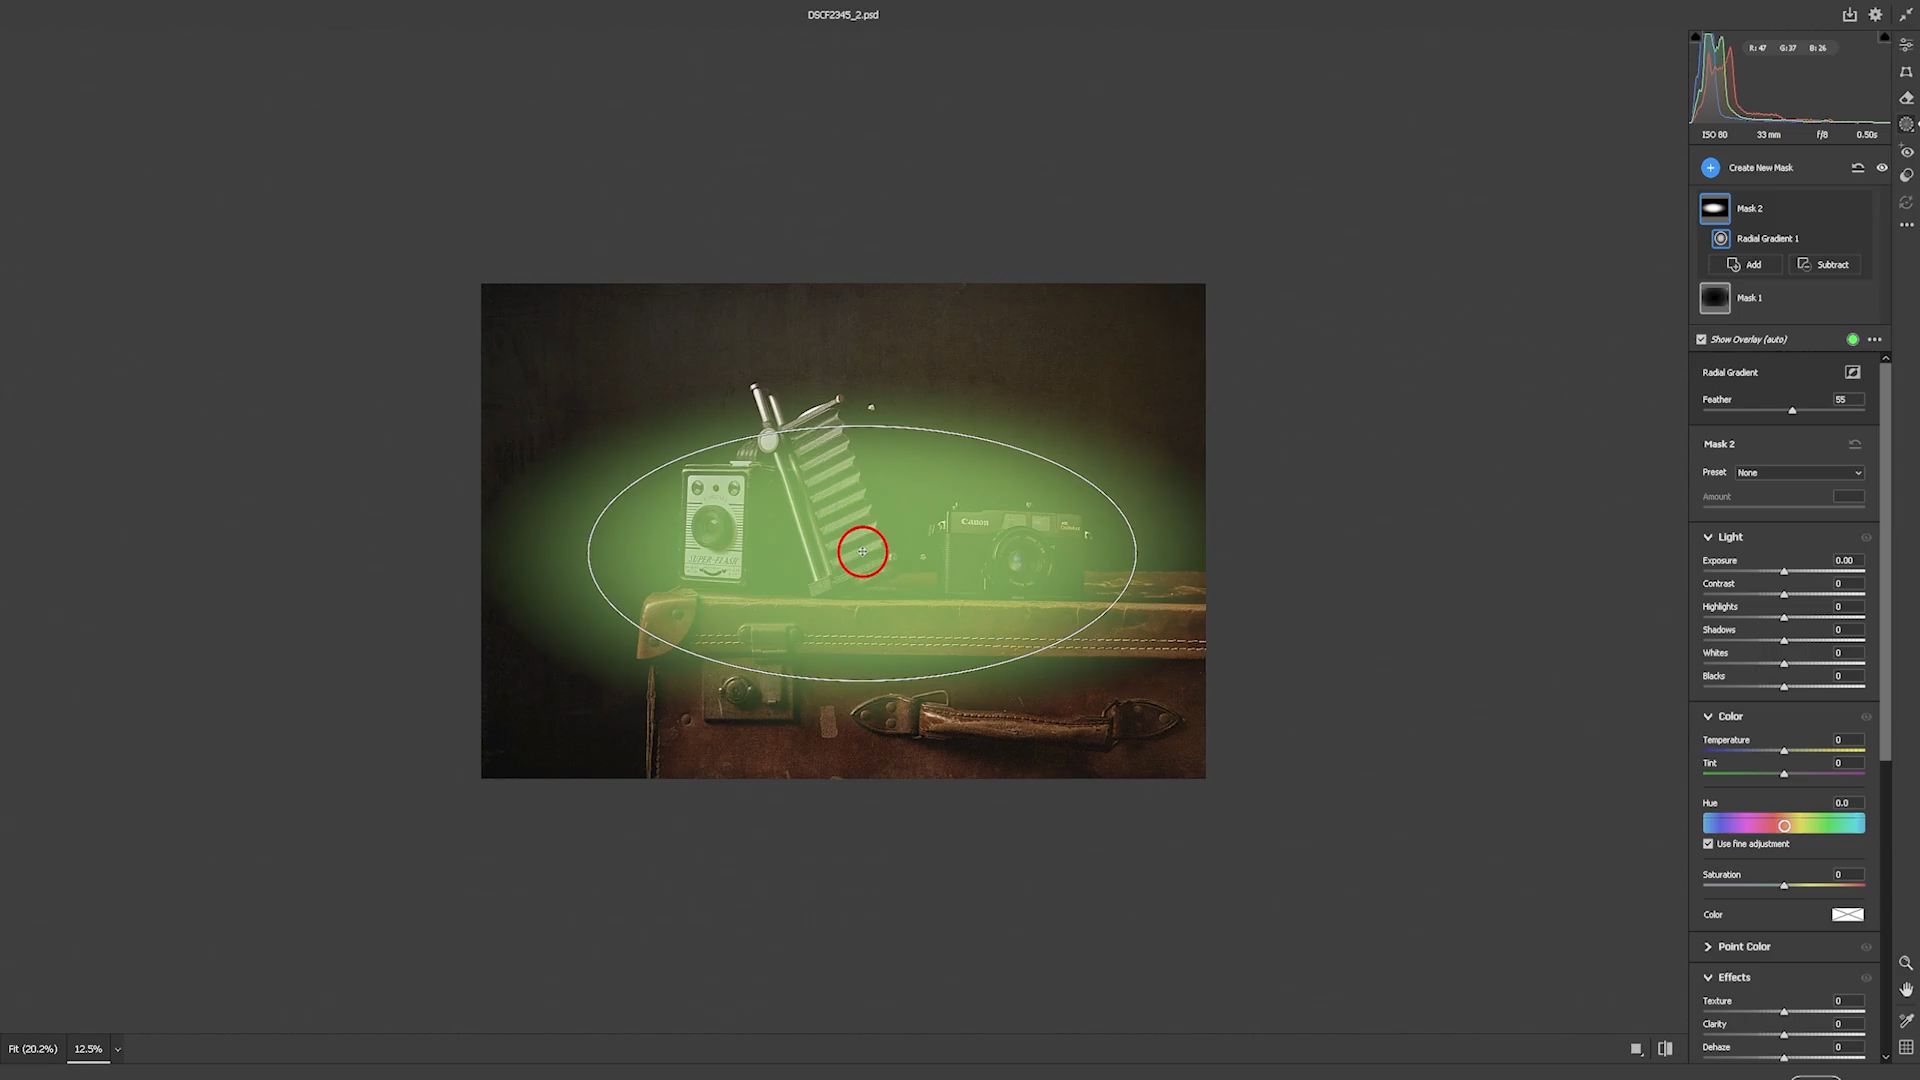 DSCF2345_2.psd
R: 47 G: 37 B: 26
ISO 80 33 mm f/8 0.50s
Create New Mask
Mask 2
Radial Gradient 1
Add Subtract
Mask 1
Show Overlay (auto)
Radial Gradient
Feather 55
Mask 2
Preset None
Amount
Light
Exposure 0.00
Contrast 0
Highlights 0
Shadows 0
Whites 0
Blacks 0
Color
Temperature 0
Tint 0
Hue 0.0
Use fine adjustment
Saturation 0
Color
Point Color
Effects
Texture 0
Clarity 0
Dehaze 0
Canon
SUPER-FLASH
Fit (20.2%) 12.5%